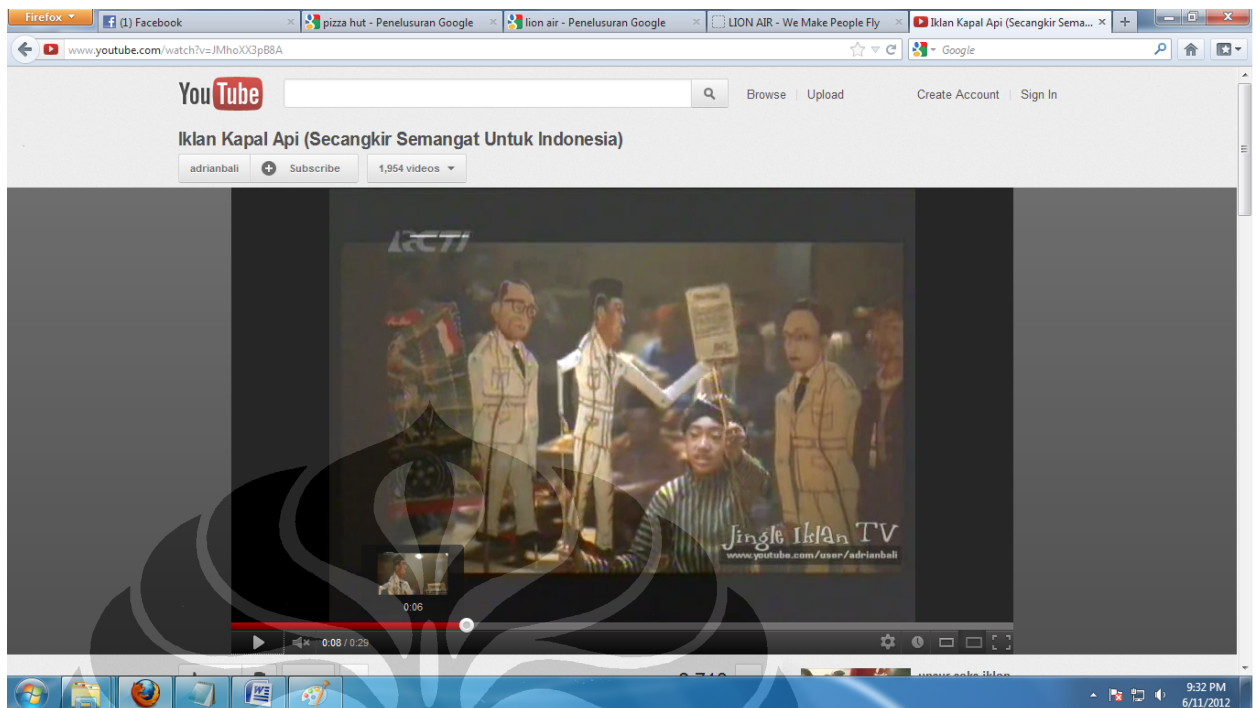 Firefox
(1) Facebook
pizza hut - Penelusuran Google
lion air - Penelusuran Google
LION AIR - We Make People Fly
Iklan Kapal Api (Secangkir Sema...
www.youtube.com/watch?v=JMhoXX3pB8A
Google
YouTube
Browse
Upload
Create Account
Sign In
Iklan Kapal Api (Secangkir Semangat Untuk Indonesia)
adrianbali
Subscribe
1,954 videos
RCTI
Jingle Iklan TV
www.youtube.com/user/adrianbali
0:06
0:08 / 0:29
9:32 PM
6/11/2012